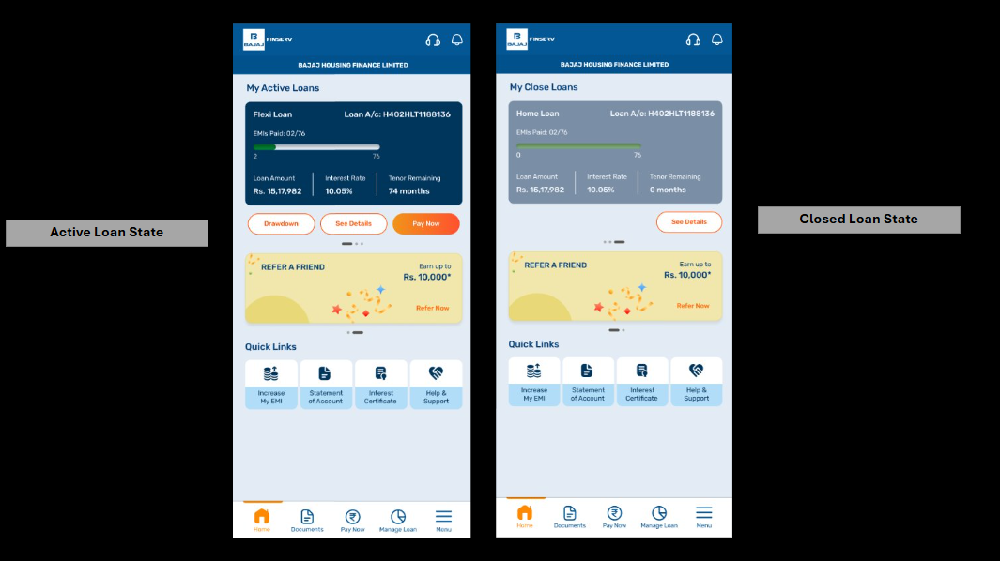 Active Loan State
B
BAJAJ
FINSERV
BAJAJ HOUSING FINANCE LIMITED
My Active Loans
Flexi Loan Loan A/c: H402HLT1188136
EMIs Paid: 02/76
2 76
Loan Amount Interest Rate Tenor Remaining
Rs. 15,17,982 10.05% 74 months
Drawdown See Details Pay Now
REFER A FRIEND Earn up to
Rs. 10,000*
Refer Now
Quick Links
Increase Statement Interest Help &
My EMI of Account Certificate Support
Home Documents Pay Now Manage Loan Menu
B
BAJAJ
FINSERV
BAJAJ HOUSING FINANCE LIMITED
My Close Loans
Home Loan Loan A/c: H402HLT1188136
EMIs Paid: 02/76
0 76
Loan Amount Interest Rate Tenor Remaining
Rs. 15,17,982 10.05% 0 months
See Details
REFER A FRIEND Earn up to
Rs. 10,000*
Refer Now
Quick Links
Increase Statement Interest Help &
My EMI of Account Certificate Support
Home Documents Pay Now Manage Loan Menu
Closed Loan State